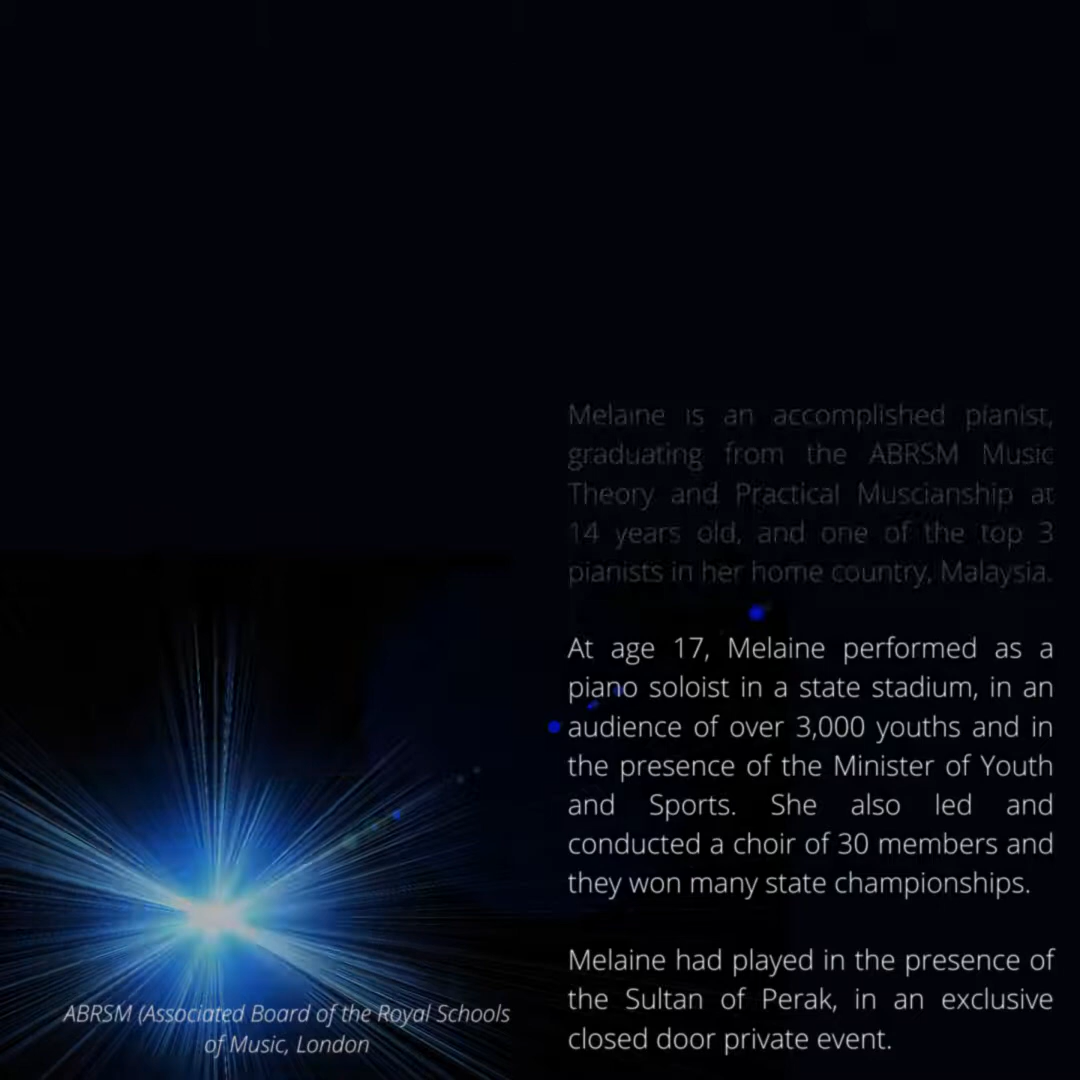 Melaine is an accomplished pianist,
graduating from the ABRSM Music
Theory and Practical Muscianship at
14 years old, and one of the top 3
pianists in her home country, Malaysia.
At age 17, Melaine performed as a
piano soloist in a state stadium, in an
audience of over 3,000 youths and in
the presence of the Minister of Youth
and Sports. She also led and
conducted a choir of 30 members and
they won many state championships.
Melaine had played in the presence of
the Sultan of Perak, in an exclusive
closed door private event.
ABRSM (Associated Board of the Royal Schools
of Music, London